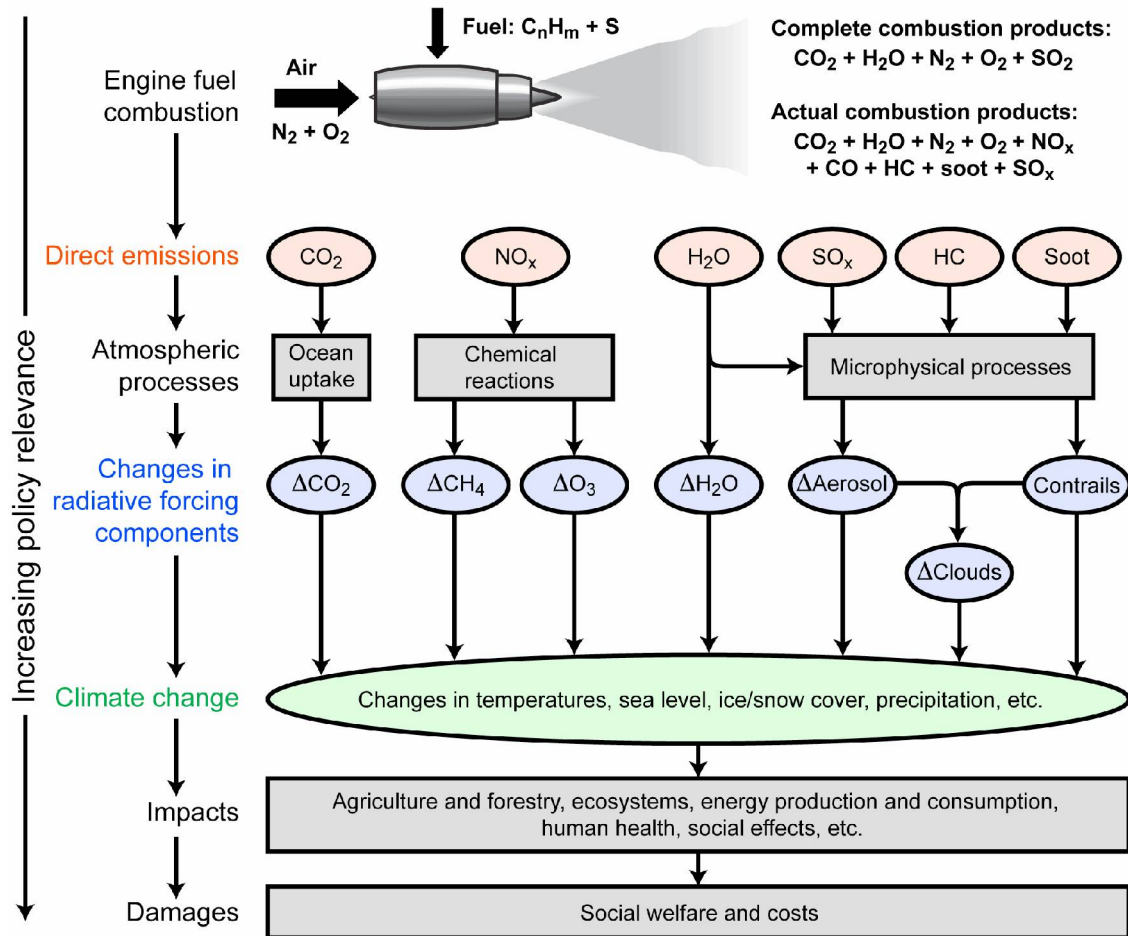 Increasing policy relevance
Fuel: CₙHₘ + S
Complete combustion products:
CO₂ + H₂O + N₂ + O₂ + SO₂
Engine fuel
combustion
Air
N₂ + O₂
Actual combustion products:
CO₂ + H₂O + N₂ + O₂ + NOₓ
+ CO + HC + soot + SOₓ
Direct emissions
CO₂
NOₓ
H₂O
SOₓ
HC
Soot
Atmospheric
processes
Ocean
uptake
Chemical
reactions
Microphysical processes
Changes in
radiative forcing
components
ΔCO₂
ΔCH₄
ΔO₃
ΔH₂O
ΔAerosol
Contrails
ΔClouds
Climate change
Changes in temperatures, sea level, ice/snow cover, precipitation, etc.
Impacts
Agriculture and forestry, ecosystems, energy production and consumption,
human health, social effects, etc.
Damages
Social welfare and costs